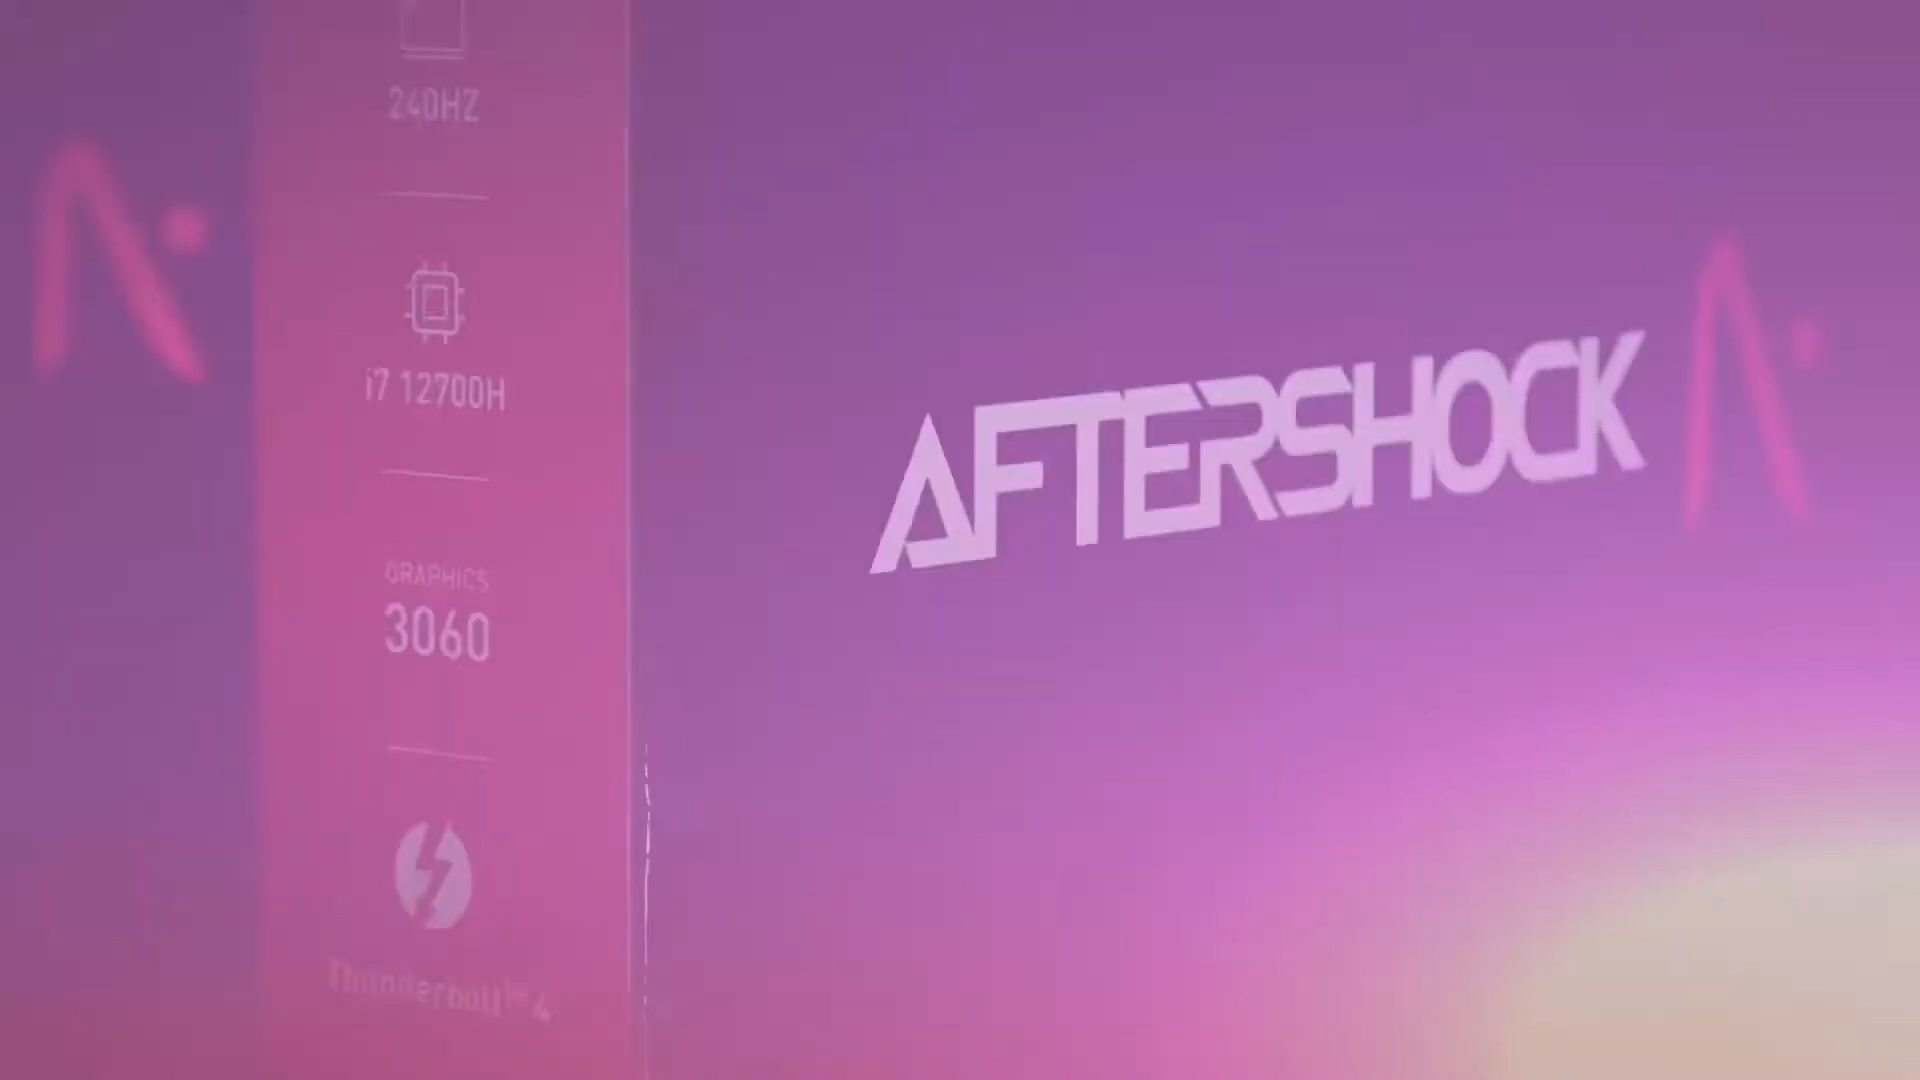 240HZ
i7 12700H
GRAPHICS
3060
Thunderbolt™ 4
AFTERSHOCK